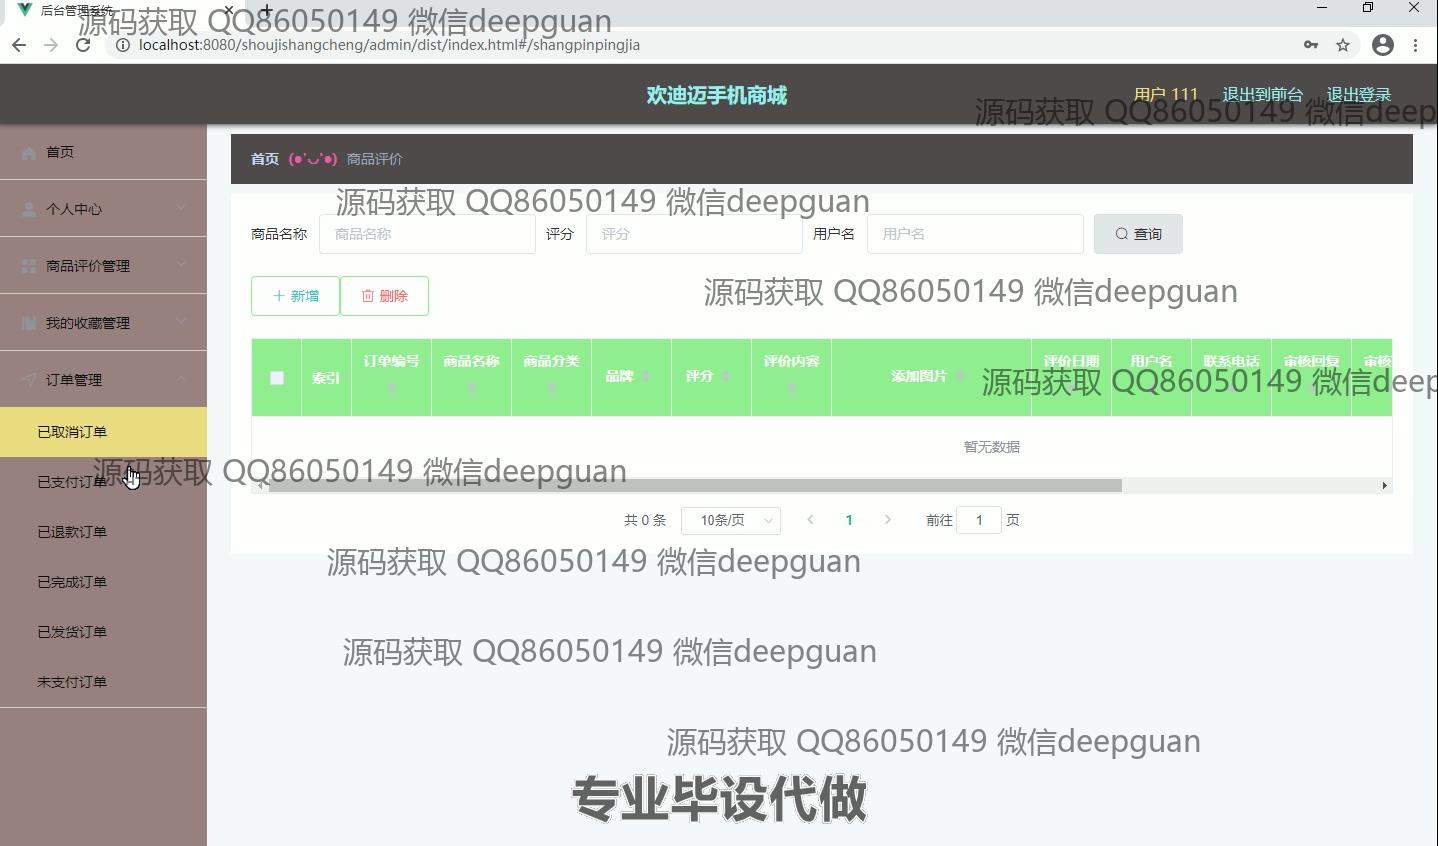 后台管理系统
源码获取 QQ86050149 微信deepguan
localhost:8080/shoujishangcheng/admin/dist/index.html#/shangpinpingjia
欢迪迈手机商城
用户 111 退出到前台 退出登录
源码获取 QQ86050149 微信deep
首页
个人中心
商品评价管理
我的收藏管理
订单管理
已取消订单
已支付订单
已退款订单
已完成订单
已发货订单
未支付订单
首页 (●'◡'●) 商品评价
源码获取 QQ86050149 微信deepguan
商品名称 商品名称 评分 评分 用户名 用户名 查询
新增 删除
源码获取 QQ86050149 微信deepguan
索引 订单编号 商品名称 商品分类 品牌 评分 评价内容 添加图片 评价日期 用户名 联系电话 审核回复 审核
源码获取 QQ86050149 微信deep
暂无数据
源码获取 QQ86050149 微信deepguan
共 0 条 10条/页 1 前往 1 页
源码获取 QQ86050149 微信deepguan
源码获取 QQ86050149 微信deepguan
源码获取 QQ86050149 微信deepguan
专业毕设代做